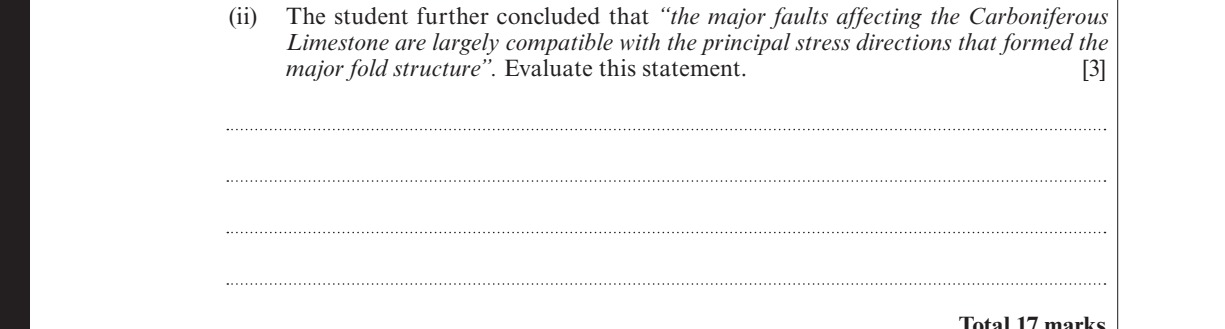 (ii) The student further concluded that “the major faults affecting the Carboniferous
Limestone are largely compatible with the principal stress directions that formed the
major fold structure”. Evaluate this statement. [3]
Total 17 marks